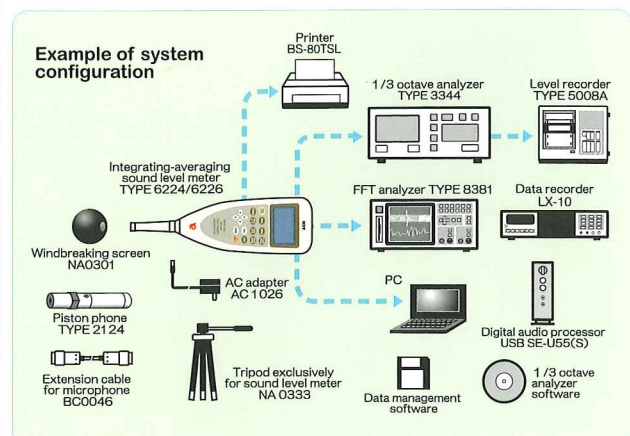 Example of system
configuration
Printer
BS-80TSL
1/3 octave analyzer
TYPE 3344
Level recorder
TYPE 5008A
Integrating-averaging
sound level meter
TYPE 6224/6226
FFT analyzer TYPE 8381
Data recorder
LX-10
Windbreaking screen
NA0301
AC adapter
AC 1026
PC
Piston phone
TYPE 2124
Digital audio processor
USB SE-U55(S)
Extension cable
for microphone
BC0046
Tripod exclusively
for sound level meter
NA 0333
Data management
software
1/3 octave
analyzer
software